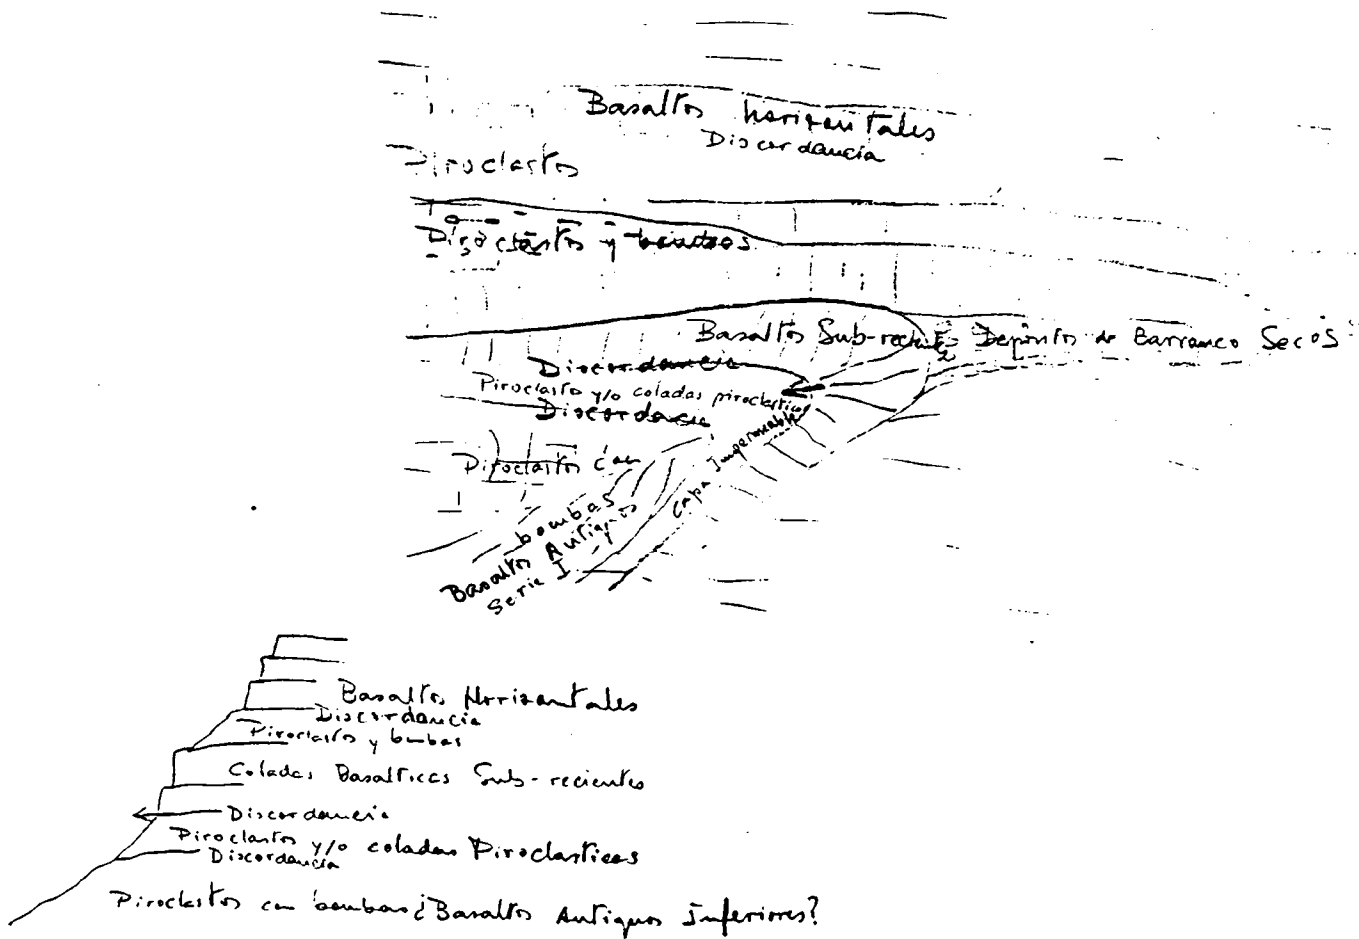 Basaltos horizontales
Discordancia
Piroclastos
Piroclastos y bombas
Basaltos Sub-recientes
Depósitos de Barranco Secos
Discordancia
Piroclastos y/o coladas piroclasticas
Discordancia
Capa Impermeable
Piroclastos con
bombas
Basaltos Antiguos
Serie I
Basaltos Horizontales
Discordancia
Piroclastos y bombas
Coladas Basalticas Sub-recientes
Discordancia
Piroclastos y/o coladas Piroclasticas
Discordancia
Piroclastos con bombas ¿Basaltos Antiguos Inferiores?